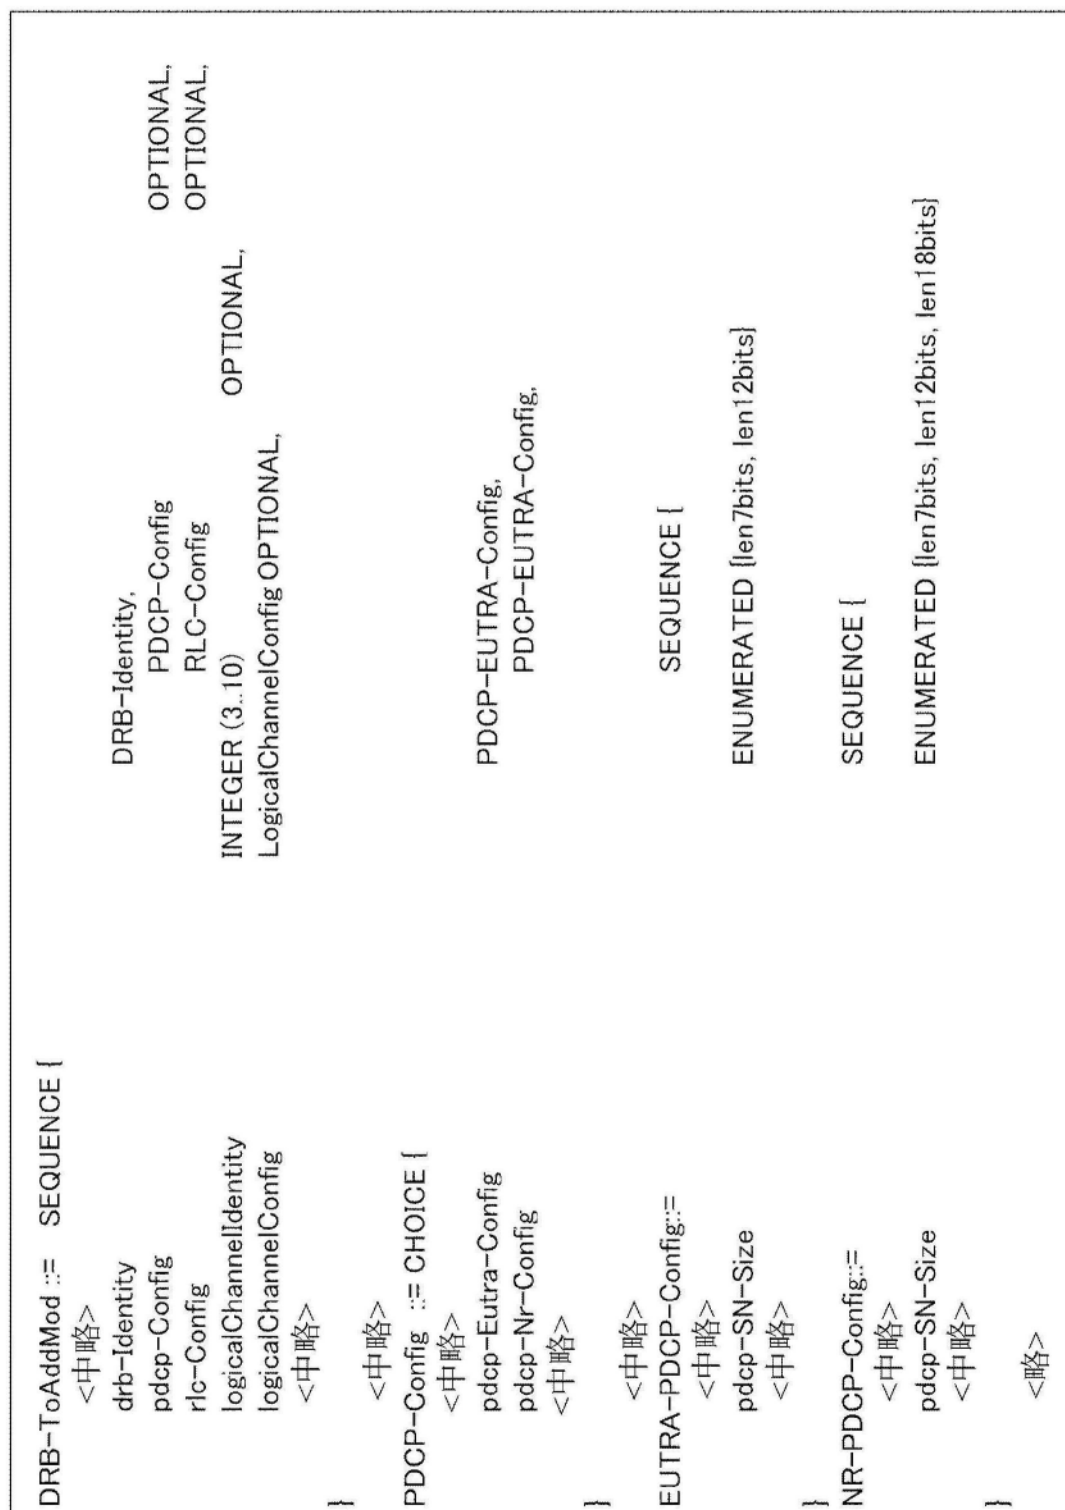 DRB-ToAddMod ::= SEQUENCE {
<中略>
drb-Identity DRB-Identity,
pdcp-Config PDCP-Config OPTIONAL,
rlc-Config RLC-Config OPTIONAL,
logicalChannelIdentity INTEGER (3..10) OPTIONAL,
logicalChannelConfig LogicalChannelConfig OPTIONAL,
<中略>
}
<中略>
PDCP-Config ::= CHOICE {
<中略>
pdcp-Eutra-Config PDCP-EUTRA-Config,
pdcp-Nr-Config PDCP-EUTRA-Config,
<中略>
}
<中略>
EUTRA-PDCP-Config::= SEQUENCE {
<中略>
pdcp-SN-Size ENUMERATED {len7bits, len12bits}
<中略>
}
NR-PDCP-Config::= SEQUENCE {
<中略>
pdcp-SN-Size ENUMERATED {len7bits, len12bits, len18bits}
<中略>
}
<略>